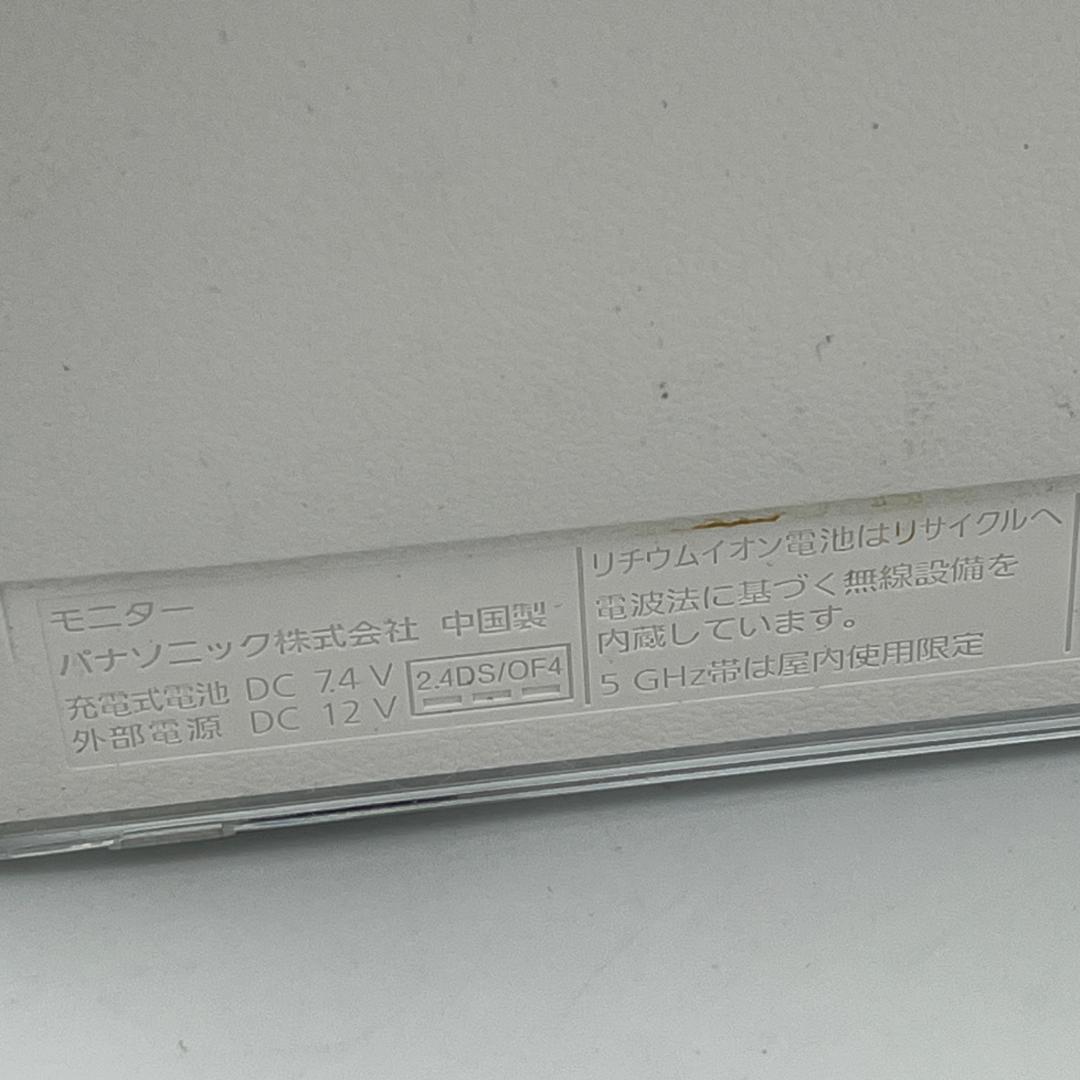 モニター
パナソニック株式会社 中国製
充電式電池 DC 7.4 V
外部電源 DC 12 V
2.4DS/OF4
リチウムイオン電池はリサイクルへ
電波法に基づく無線設備を
内蔵しています。
5 GHz帯は屋内使用限定